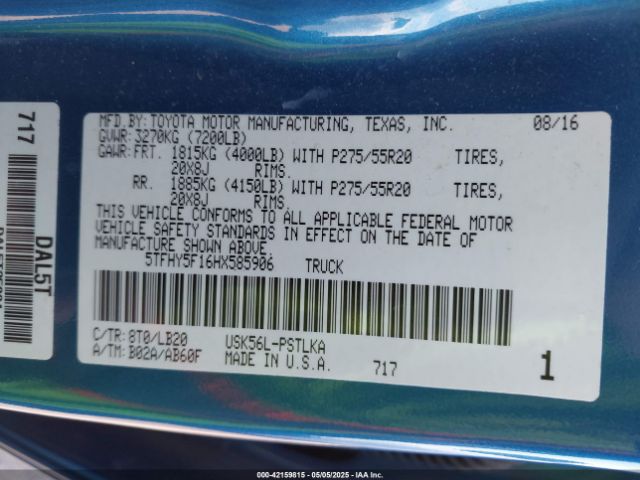 MFD.BY:TOYOTA MOTOR MANUFACTURING, TEXAS, INC. 08/16
GVWR: 3270KG (7200LB)
GAWR: FRT. 1815KG (4000LB) WITH P275/55R20 TIRES,
20X8J RIMS.
RR. 1885KG (4150LB) WITH P275/55R20 TIRES,
20X8J RIMS.
THIS VEHICLE CONFORMS TO ALL APPLICABLE FEDERAL MOTOR
VEHICLE SAFETY STANDARDS IN EFFECT ON THE DATE OF
MANUFACTURE SHOWN ABOVE.
5TFHY5F16HX585906 TRUCK
C/TR: 8T0/LB20 USK56L-PSTLKA
A/TM: B02A/AB60F MADE IN U.S.A. 717 1
717
DAL5T
000-42159815 - 05/05/2025 - IAAI.COM